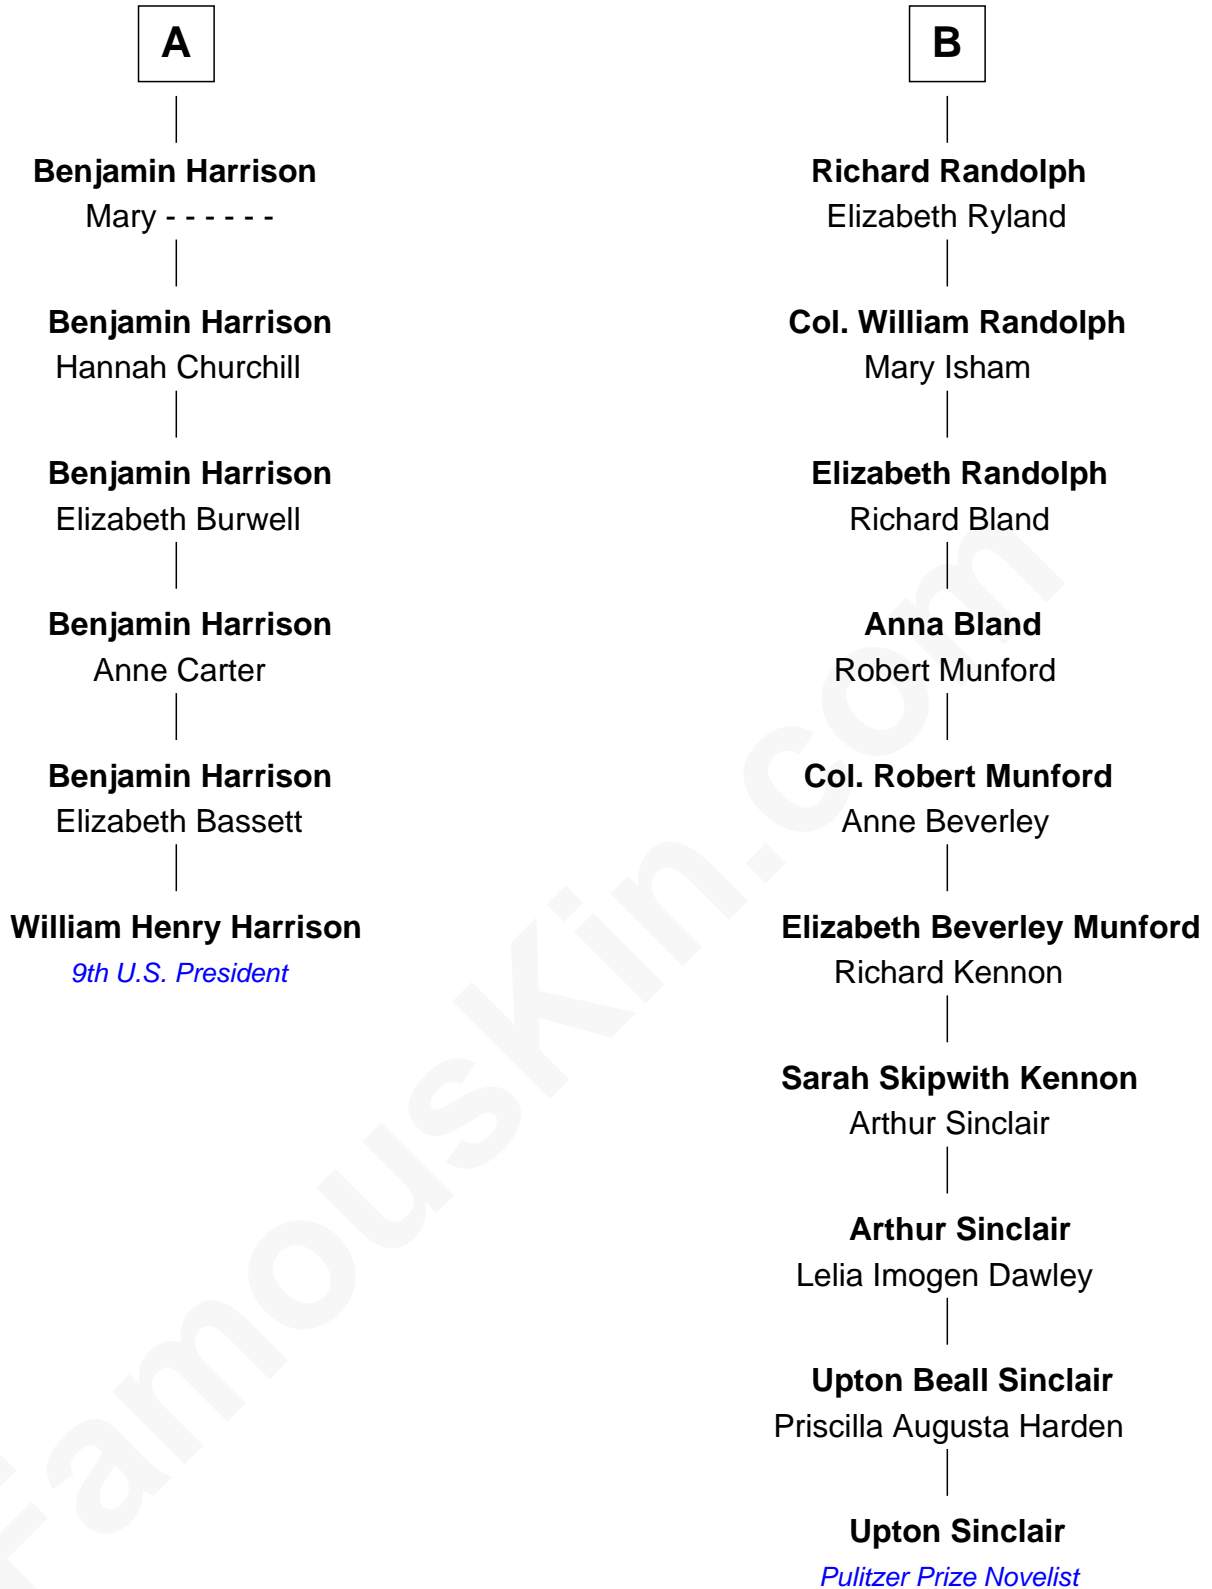 A
Benjamin Harrison
Mary - - - - - -
Benjamin Harrison
Hannah Churchill
Benjamin Harrison
Elizabeth Burwell
Benjamin Harrison
Anne Carter
Benjamin Harrison
Elizabeth Bassett
William Henry Harrison
9th U.S. President
B
Richard Randolph
Elizabeth Ryland
Col. William Randolph
Mary Isham
Elizabeth Randolph
Richard Bland
Anna Bland
Robert Munford
Col. Robert Munford
Anne Beverley
Elizabeth Beverley Munford
Richard Kennon
Sarah Skipwith Kennon
Arthur Sinclair
Arthur Sinclair
Lelia Imogen Dawley
Upton Beall Sinclair
Priscilla Augusta Harden
Upton Sinclair
Pulitzer Prize Novelist
FamousKin.com